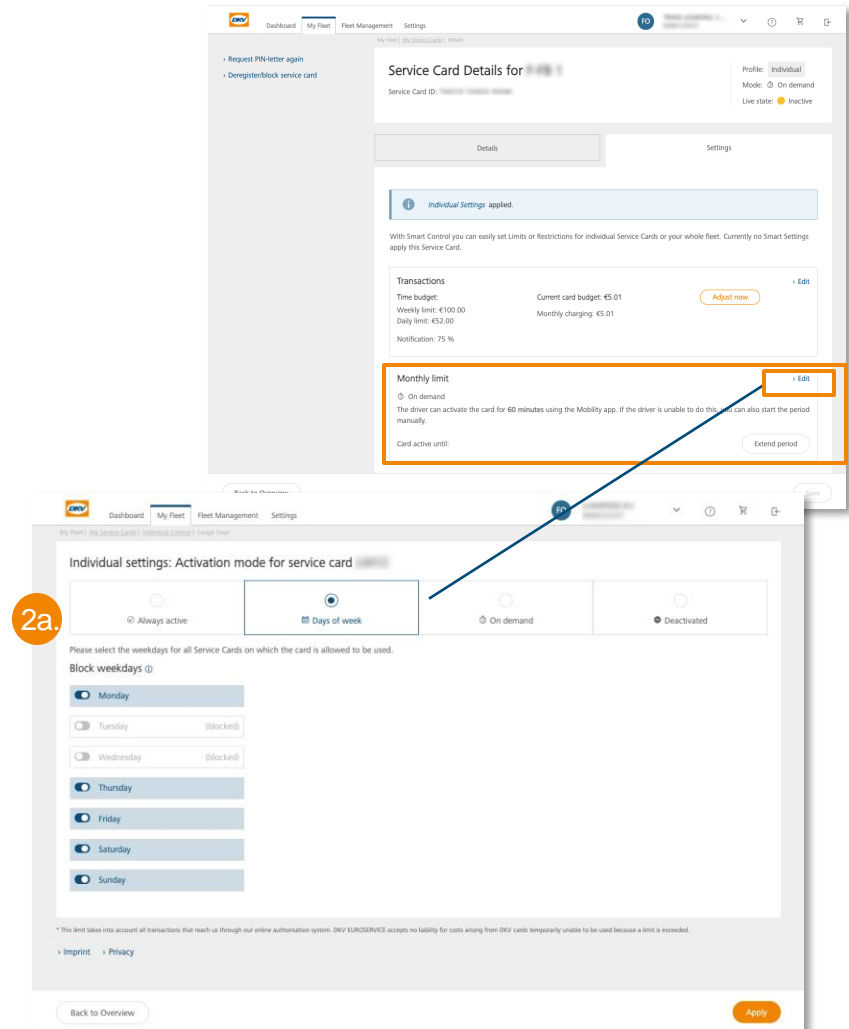 DKV
Dashboard My Fleet Fleet Management Settings
FO
My Fleet | My Service Cards | Details
› Request PIN-letter again
› Deregister/block service card
Service Card Details for
Service Card ID:
Profile: Individual
Mode: On demand
Live state: Inactive
Details
Settings
Individual Settings applied.
With Smart Control you can easily set Limits or Restrictions for individual Service Cards or your whole fleet. Currently no Smart Settings
apply this Service Card.
Transactions
› Edit
Time budget:
Weekly limit: €100.00
Daily limit: €52.00
Notification: 75 %
Current card budget: €5.01
Monthly charging: €5.01
Adjust now
Monthly limit
› Edit
On demand
The driver can activate the card for 60 minutes using the Mobility app. If the driver is unable to do this, you can also start the period
manually.
Card active until:
Extend period
Back to Overview
Save
DKV
Dashboard My Fleet Fleet Management Settings
FO
My Fleet | My Service Cards | Individual Control | Usage Days
Individual settings: Activation mode for service card
2a.
Always active
Days of week
On demand
Deactivated
Please select the weekdays for all Service Cards on which the card is allowed to be used.
Block weekdays
Monday
Tuesday (blocked)
Wednesday (blocked)
Thursday
Friday
Saturday
Sunday
* This limit takes into account all transactions that reach us through our online authorisation system. DKV EUROSERVICE accepts no liability for costs arising from DKV cards temporarily unable to be used because a limit is exceeded.
› Imprint › Privacy
Back to Overview
Apply